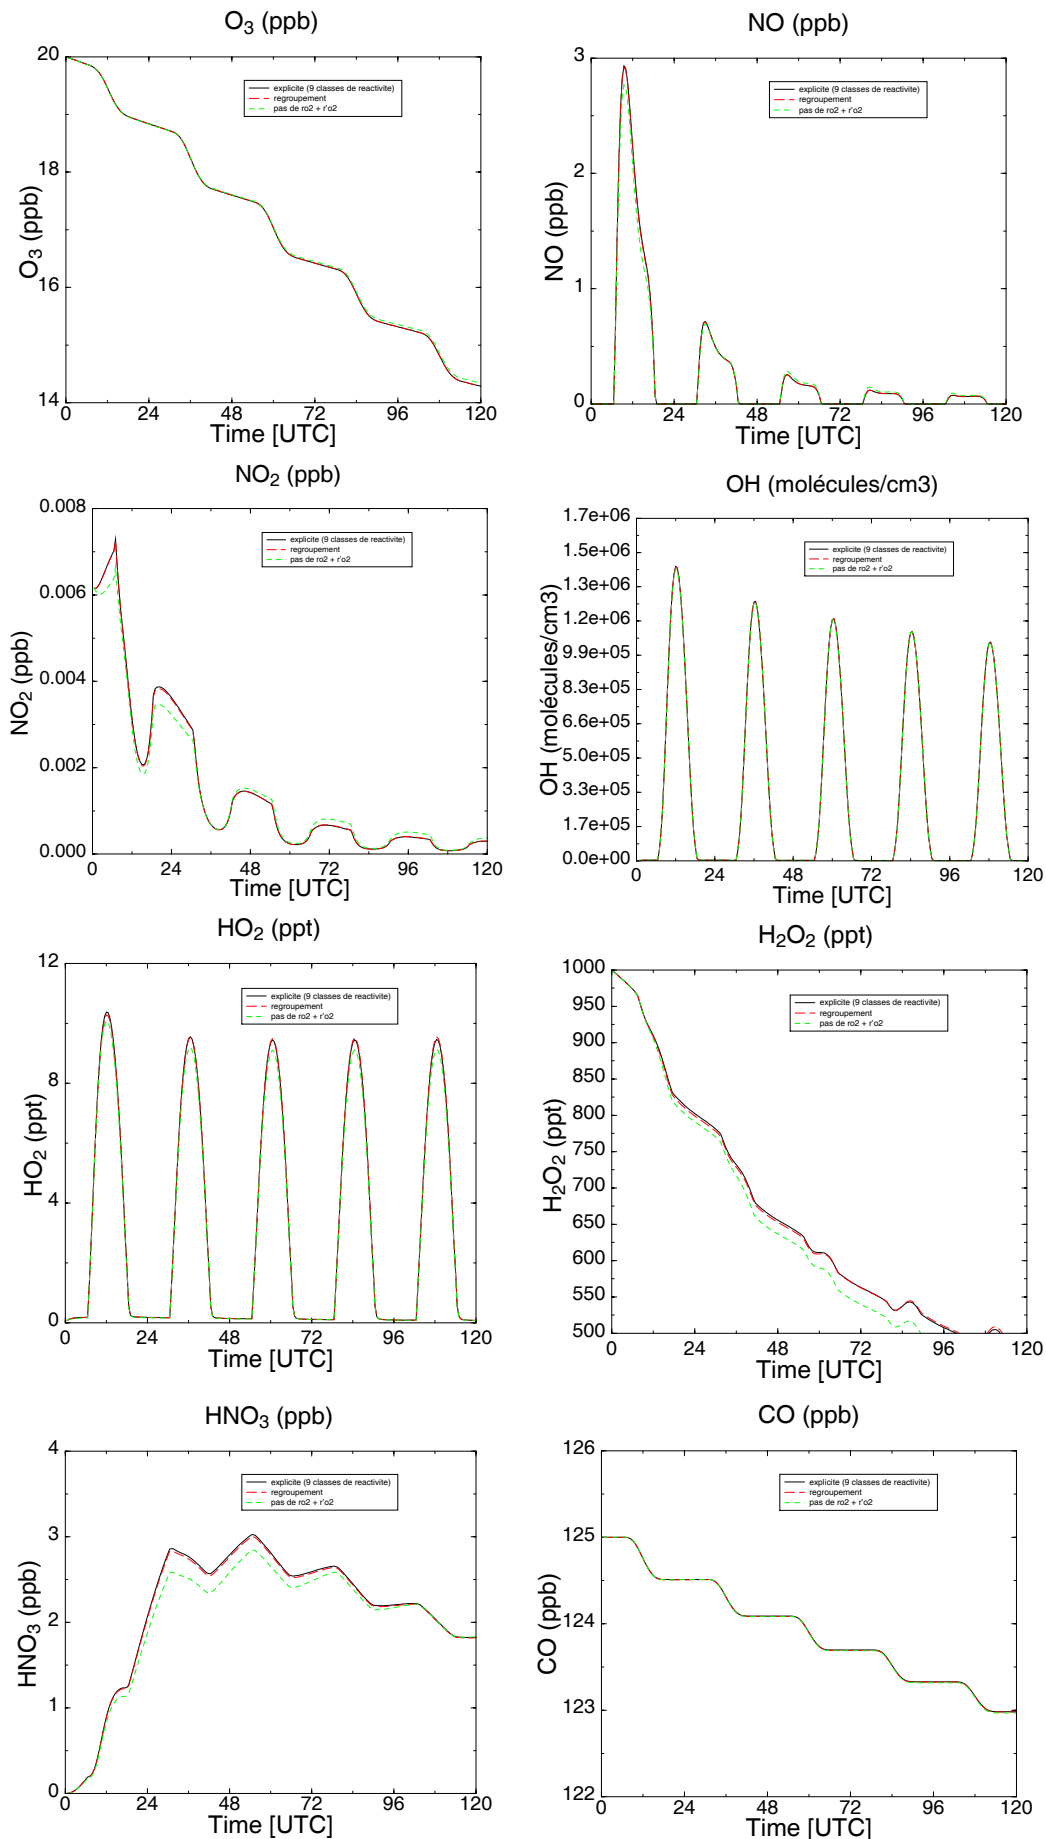 O3 (ppb)
O3 (ppb)
20
18
16
14
explicite (9 classes de reactivite)
regroupement
pas de ro2 + r'o2
0 24 48 72 96 120
Time [UTC]
NO (ppb)
NO (ppb)
3
2
1
0
explicite (9 classes de reactivite)
regroupement
pas de ro2 + r'o2
0 24 48 72 96 120
Time [UTC]
NO2 (ppb)
NO2 (ppb)
0.008
0.006
0.004
0.002
0.000
explicite (9 classes de reactivite)
regroupement
pas de ro2 + r'o2
0 24 48 72 96 120
Time [UTC]
OH (molécules/cm3)
OH (molécules/cm3)
1.7e+06
1.5e+06
1.3e+06
1.2e+06
9.9e+05
8.3e+05
6.6e+05
5.0e+05
3.3e+05
1.7e+05
0.0e+00
explicite (9 classes de reactivite)
regroupement
pas de ro2 + r'o2
0 24 48 72 96 120
Time [UTC]
HO2 (ppt)
HO2 (ppt)
12
8
4
0
explicite (9 classes de reactivite)
regroupement
pas de ro2 + r'o2
0 24 48 72 96 120
Time [UTC]
H2O2 (ppt)
H2O2 (ppt)
1000
950
900
850
800
750
700
650
600
550
500
explicite (9 classes de reactivite)
regroupement
pas de ro2 + r'o2
0 24 48 72 96 120
Time [UTC]
HNO3 (ppb)
HNO3 (ppb)
4
3
2
1
0
explicite (9 classes de reactivite)
regroupement
pas de ro2 + r'o2
0 24 48 72 96 120
Time [UTC]
CO (ppb)
CO (ppb)
126
125
124
123
122
explicite (9 classes de reactivite)
regroupement
pas de ro2 + r'o2
0 24 48 72 96 120
Time [UTC]